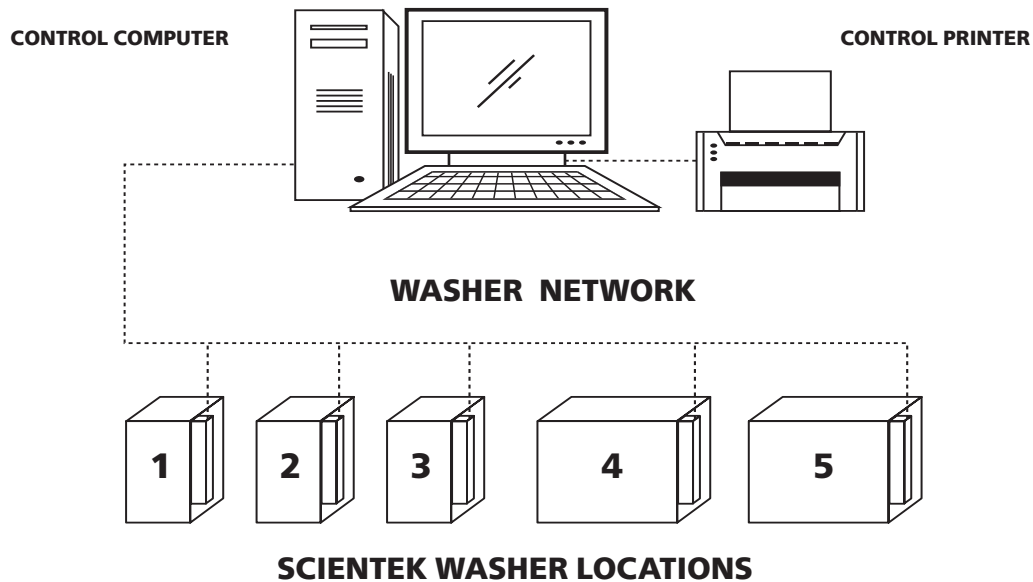 CONTROL COMPUTER
CONTROL PRINTER
WASHER NETWORK
1
2
3
4
5
SCIENTEK WASHER LOCATIONS